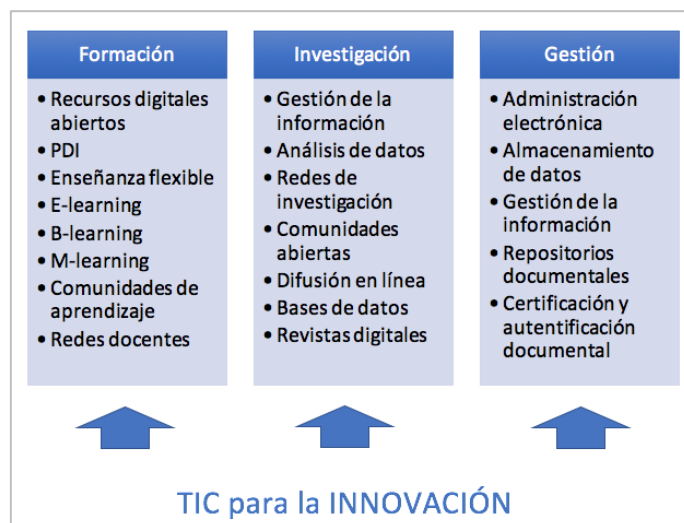 Formación
• Recursos digitales
abiertos
• PDI
• Enseñanza flexible
• E-learning
• B-learning
• M-learning
• Comunidades de
aprendizaje
• Redes docentes
Investigación
• Gestión de la
información
• Análisis de datos
• Redes de
investigación
• Comunidades
abiertas
• Difusión en línea
• Bases de datos
• Revistas digitales
Gestión
• Administración
electrónica
• Almacenamiento
de datos
• Gestión de la
información
• Repositorios
documentales
• Certificación y
autentificación
documental
TIC para la INNOVACIÓN